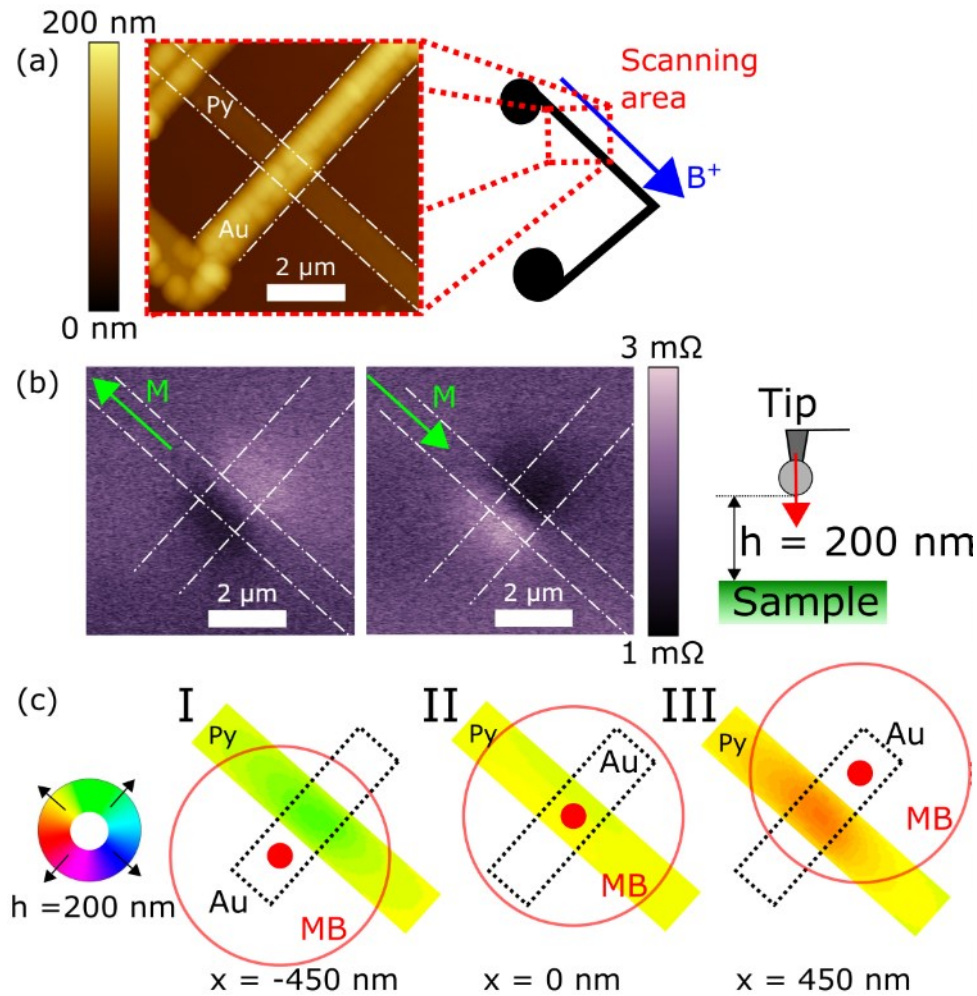 200 nm
(a)
Py
Au
2 μm
0 nm
Scanning
area
B+
(b)
M
2 μm
M
2 μm
3 mΩ
1 mΩ
Tip
h = 200 nm
Sample
(c)
I
Py
Au
MB
x = -450 nm
II
Py
Au
MB
x = 0 nm
III
Py
Au
MB
x = 450 nm
h =200 nm